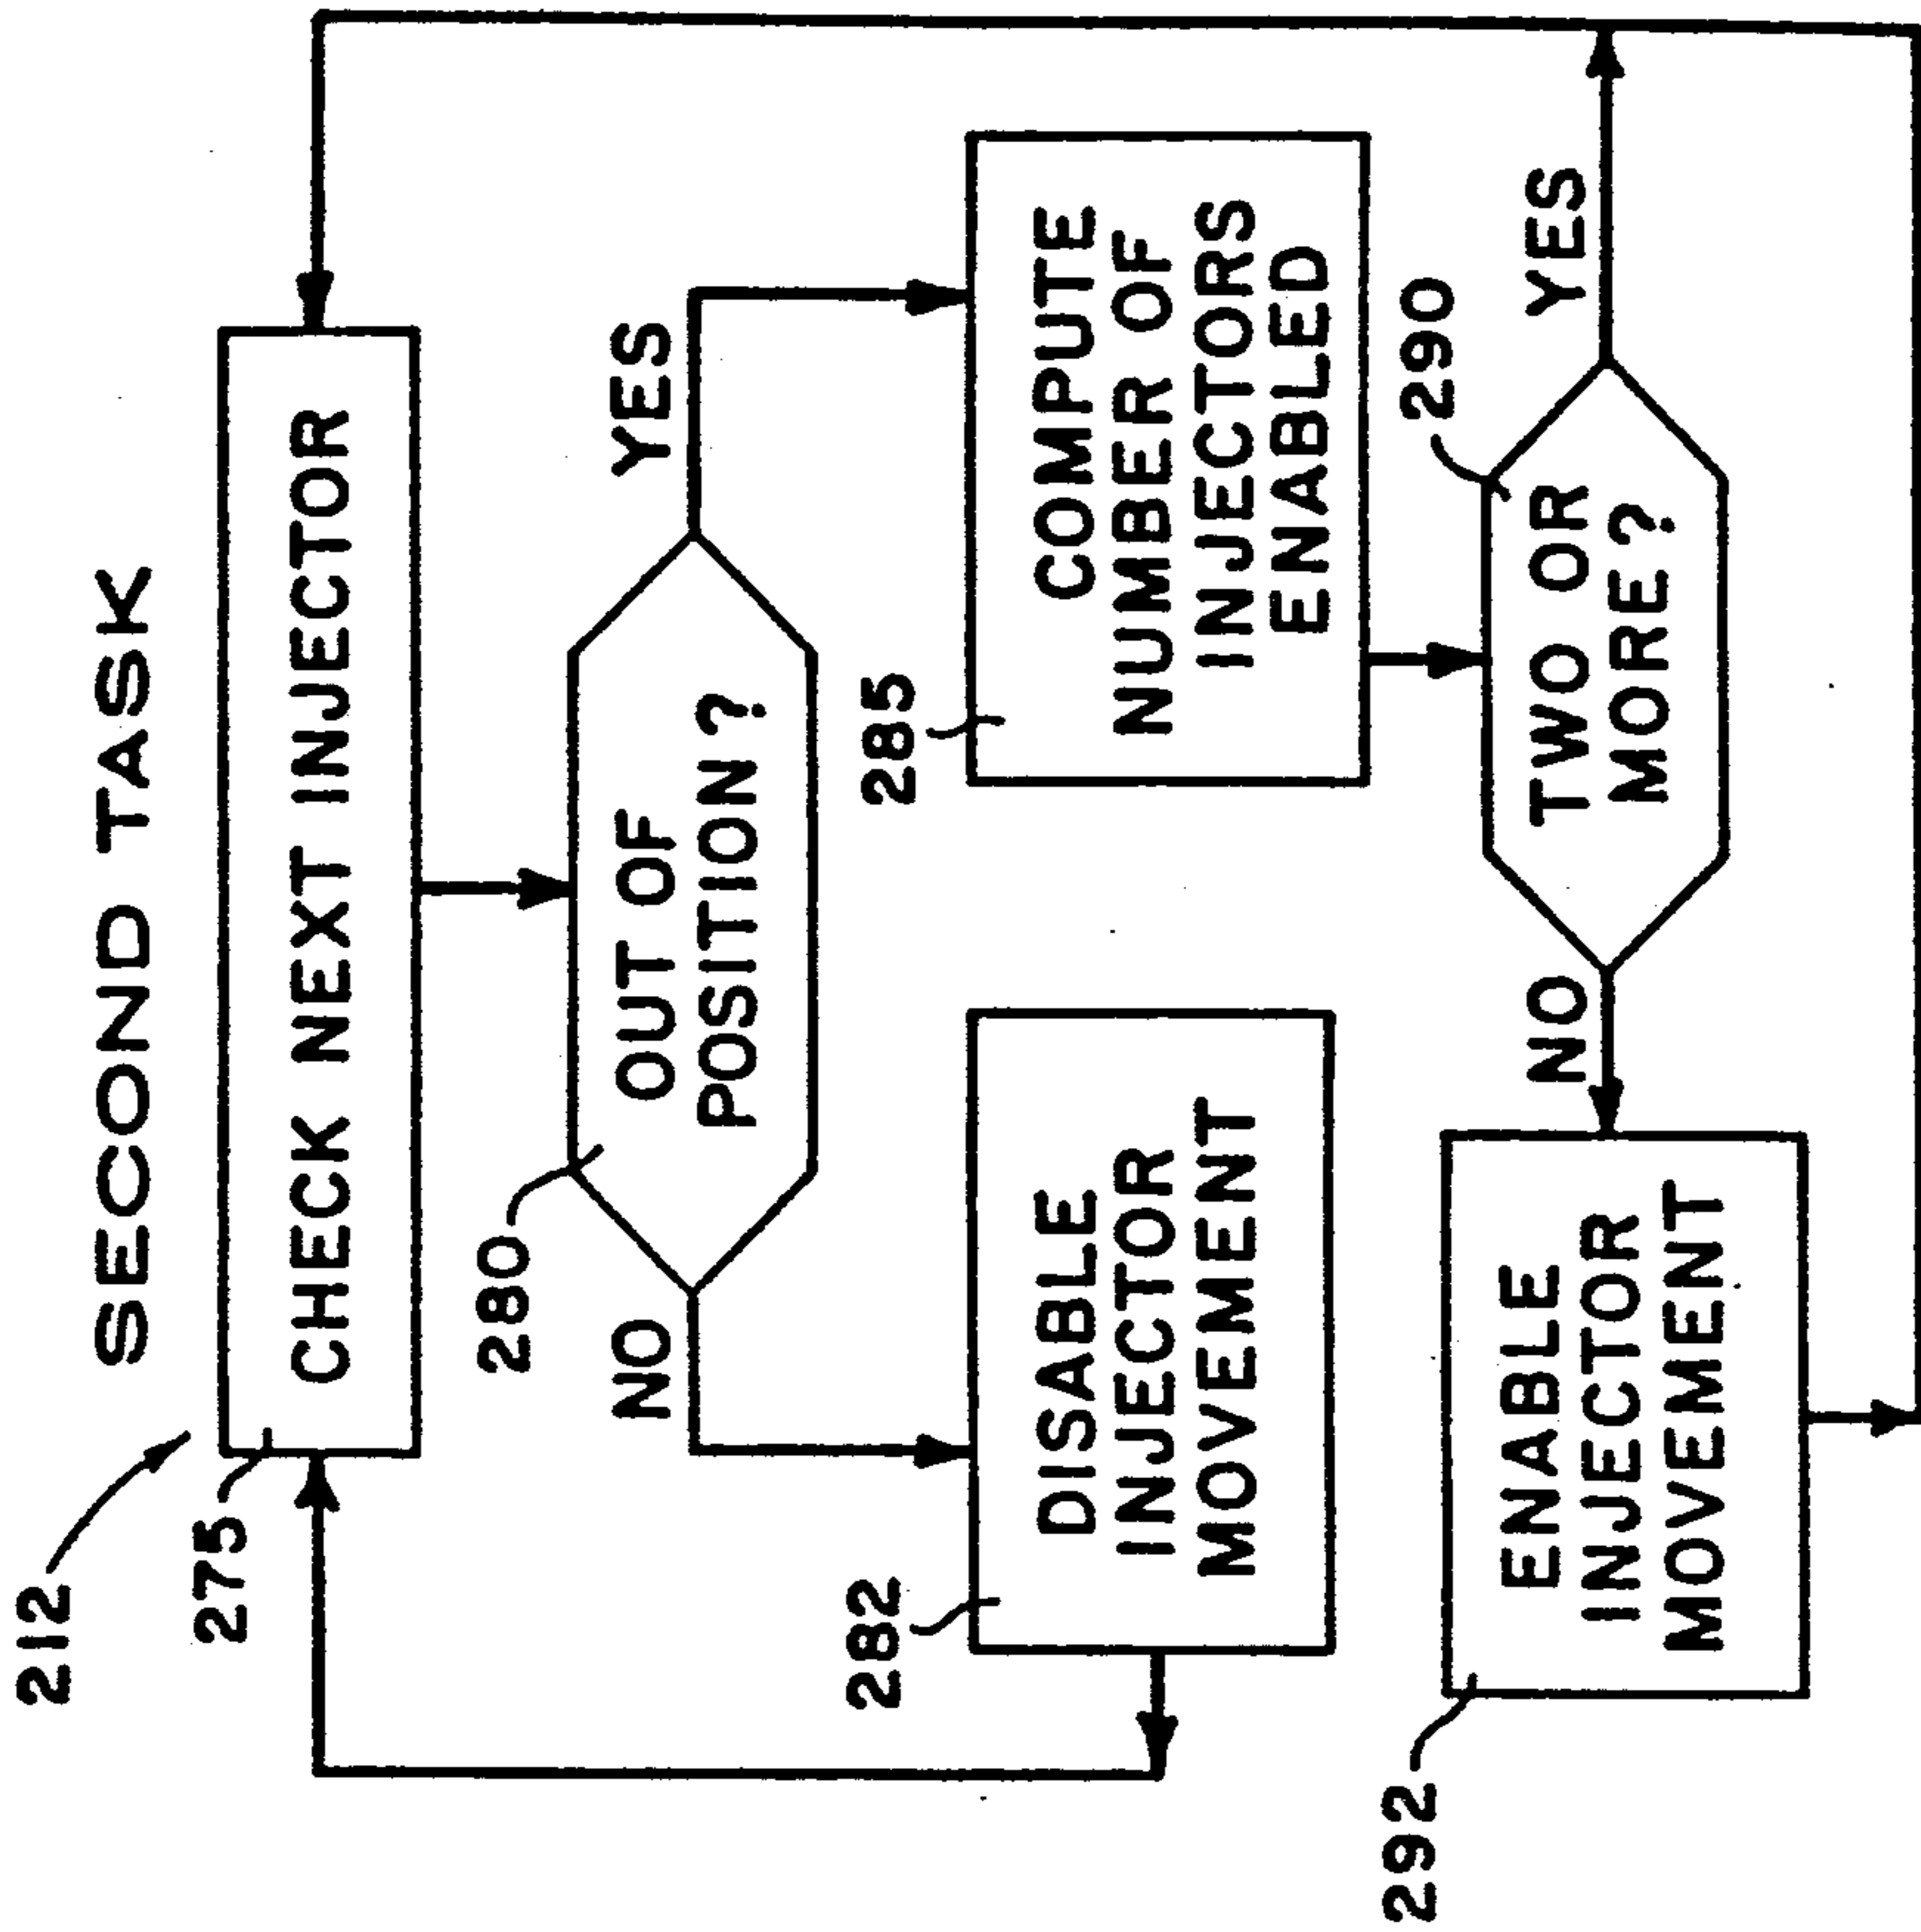 212
SECOND TASK
275
CHECK NEXT INJECTOR
280
OUT OF
POSITION?
NO
YES
282
DISABLE
INJECTOR
MOVEMENT
285
COMPUTE
NUMBER OF
INJECTORS
ENABLED
290
TWO OR
MORE?
NO
YES
292
ENABLE
INJECTOR
MOVEMENT